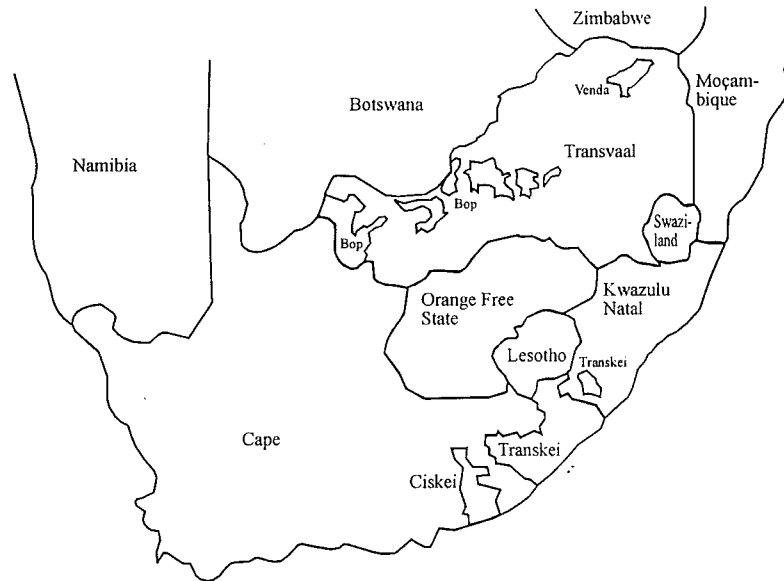 Zimbabwe
Moçam-
bique
Venda
Botswana
Namibia
Transvaal
Bop
Swazi-
land
Bop
Orange Free
State
Kwazulu
Natal
Lesotho
Transkei
Cape
Transkei
Ciskei